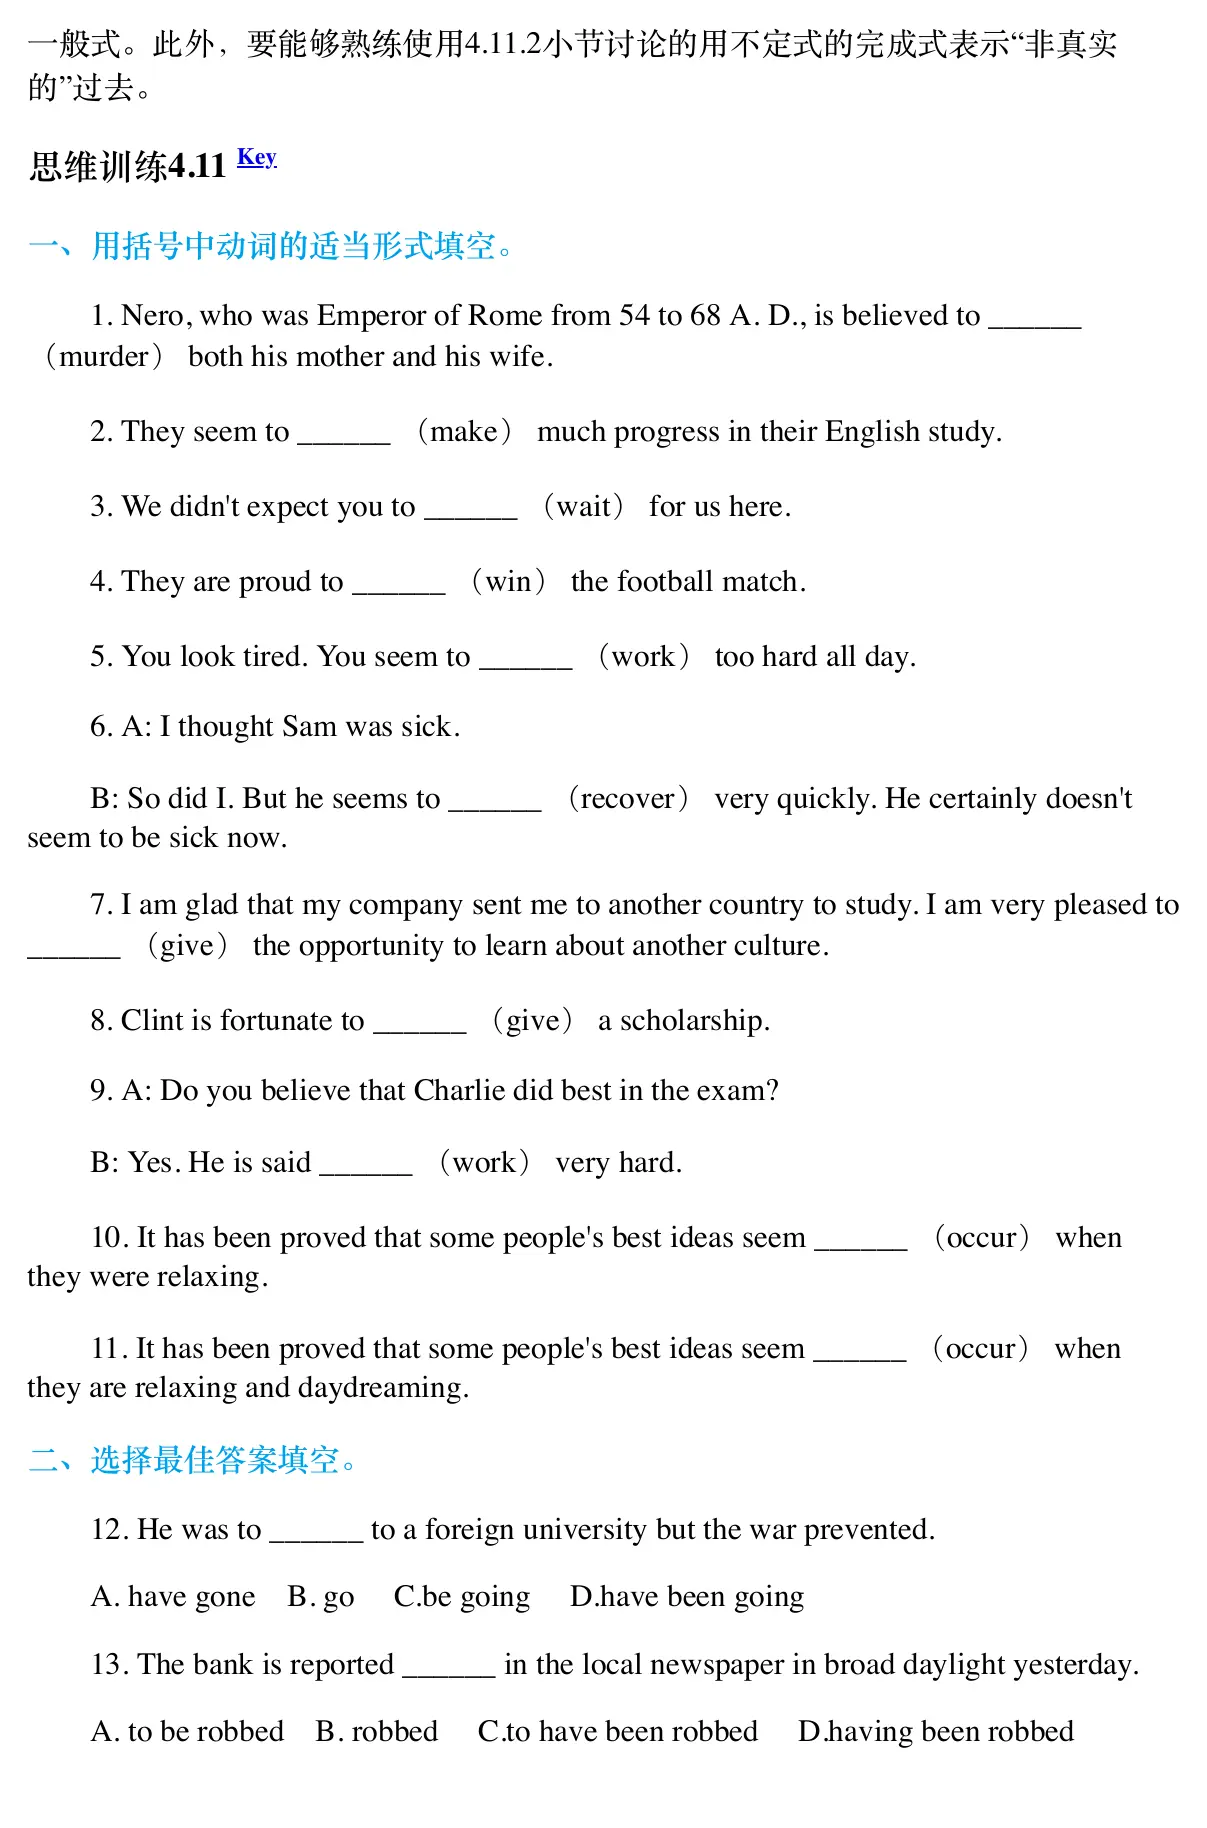 一般式。此外，要能够熟练使用4.11.2小节讨论的用不定式的完成式表示“非真实
的”过去。
思维训练4.11 Key
一、用括号中动词的适当形式填空。
1. Nero, who was Emperor of Rome from 54 to 68 A. D., is believed to ______
（murder） both his mother and his wife.
2. They seem to ______ （make） much progress in their English study.
3. We didn't expect you to ______ （wait） for us here.
4. They are proud to ______ （win） the football match.
5. You look tired. You seem to ______ （work） too hard all day.
6. A: I thought Sam was sick.
B: So did I. But he seems to ______ （recover） very quickly. He certainly doesn't
seem to be sick now.
7. I am glad that my company sent me to another country to study. I am very pleased to
______ （give） the opportunity to learn about another culture.
8. Clint is fortunate to ______ （give） a scholarship.
9. A: Do you believe that Charlie did best in the exam?
B: Yes. He is said ______ （work） very hard.
10. It has been proved that some people's best ideas seem ______ （occur） when
they were relaxing.
11. It has been proved that some people's best ideas seem ______ （occur） when
they are relaxing and daydreaming.
二、选择最佳答案填空。
12. He was to ______ to a foreign university but the war prevented.
A. have gone B. go C.be going D.have been going
13. The bank is reported ______ in the local newspaper in broad daylight yesterday.
A. to be robbed B. robbed C.to have been robbed D.having been robbed